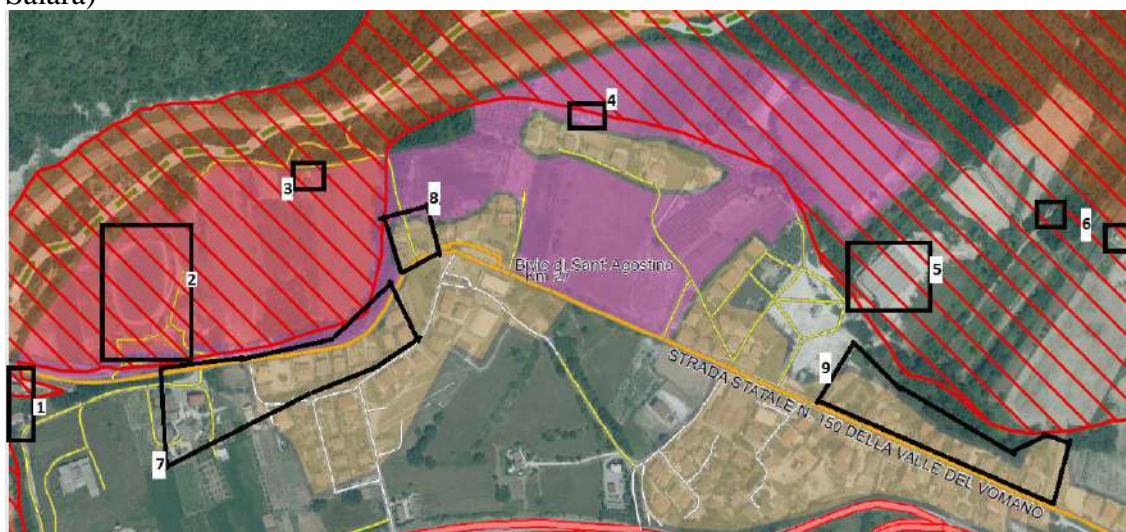 Salara)
4
3
8
2
6
Bivio di Sant' Agostino
km. 27
5
1
9
STRADA STATALE N. 150 DELLA VALLE DEL VOMANO
7